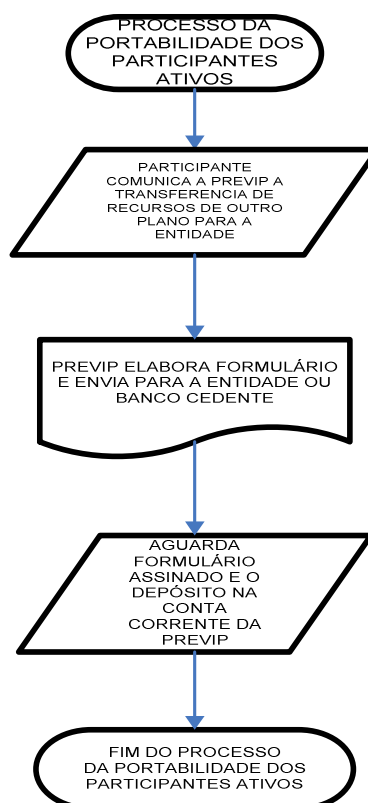 PROCESSO DA
PORTABILIDADE DOS
PARTICIPANTES
ATIVOS
PARTICIPANTE
COMUNICA A PREVIP A
TRANSFERENCIA DE
RECURSOS DE OUTRO
PLANO PARA A
ENTIDADE
PREVIP ELABORA FORMULÁRIO
E ENVIA PARA A ENTIDADE OU
BANCO CEDENTE
AGUARDA
FORMULÁRIO
ASSINADO E O
DEPÓSITO NA
CONTA
CORRENTE DA
PREVIP
FIM DO PROCESSO
DA PORTABILIDADE DOS
PARTICIPANTES ATIVOS